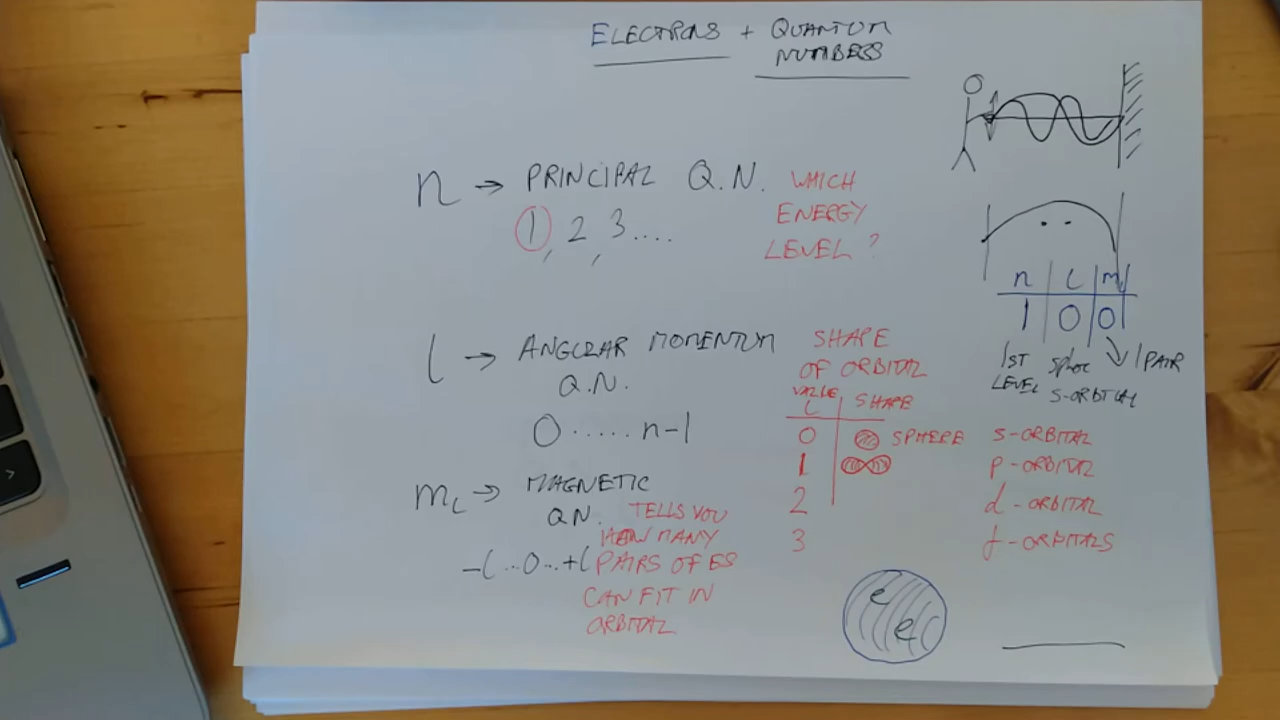 ELECTRONS + QUANTUM
NUMBERS
n → PRINCIPAL Q.N.
1, 2, 3....
WHICH
ENERGY
LEVEL ?
n | l | ml
1 | 0 | 0
1ST
LEVEL
S-ORBITAL
1 PAIR
l → ANGULAR MOMENTUM
Q.N.
0 ..... n-1
SHAPE
OF ORBITAL
VALUE
L
SHAPE
0 SPHERE S-ORBITAL
1 P-ORBITAL
2 d-ORBITAL
3 f-ORBITALS
mL → MAGNETIC
QN.
-l ...0...+l
TELLS YOU
HOW MANY
PAIRS OF ES
CAN FIT IN
ORBITAL
e
e